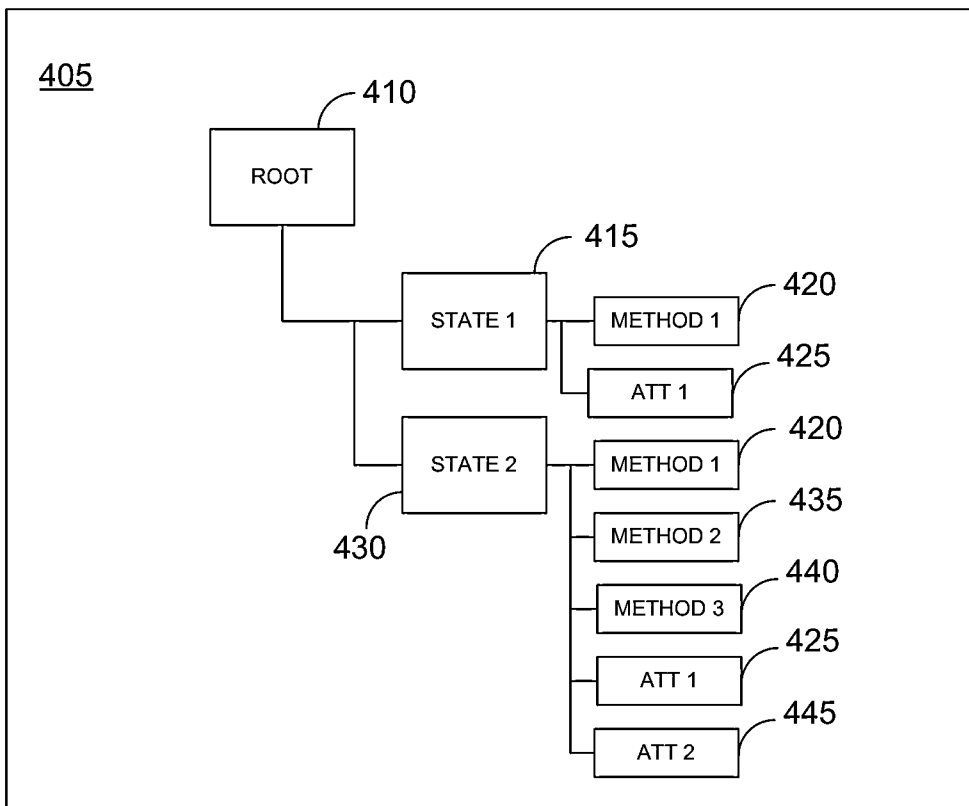 405
410
ROOT
415
STATE 1
METHOD 1
420
ATT 1
425
STATE 2
430
METHOD 1
420
METHOD 2
435
METHOD 3
440
ATT 1
425
ATT 2
445